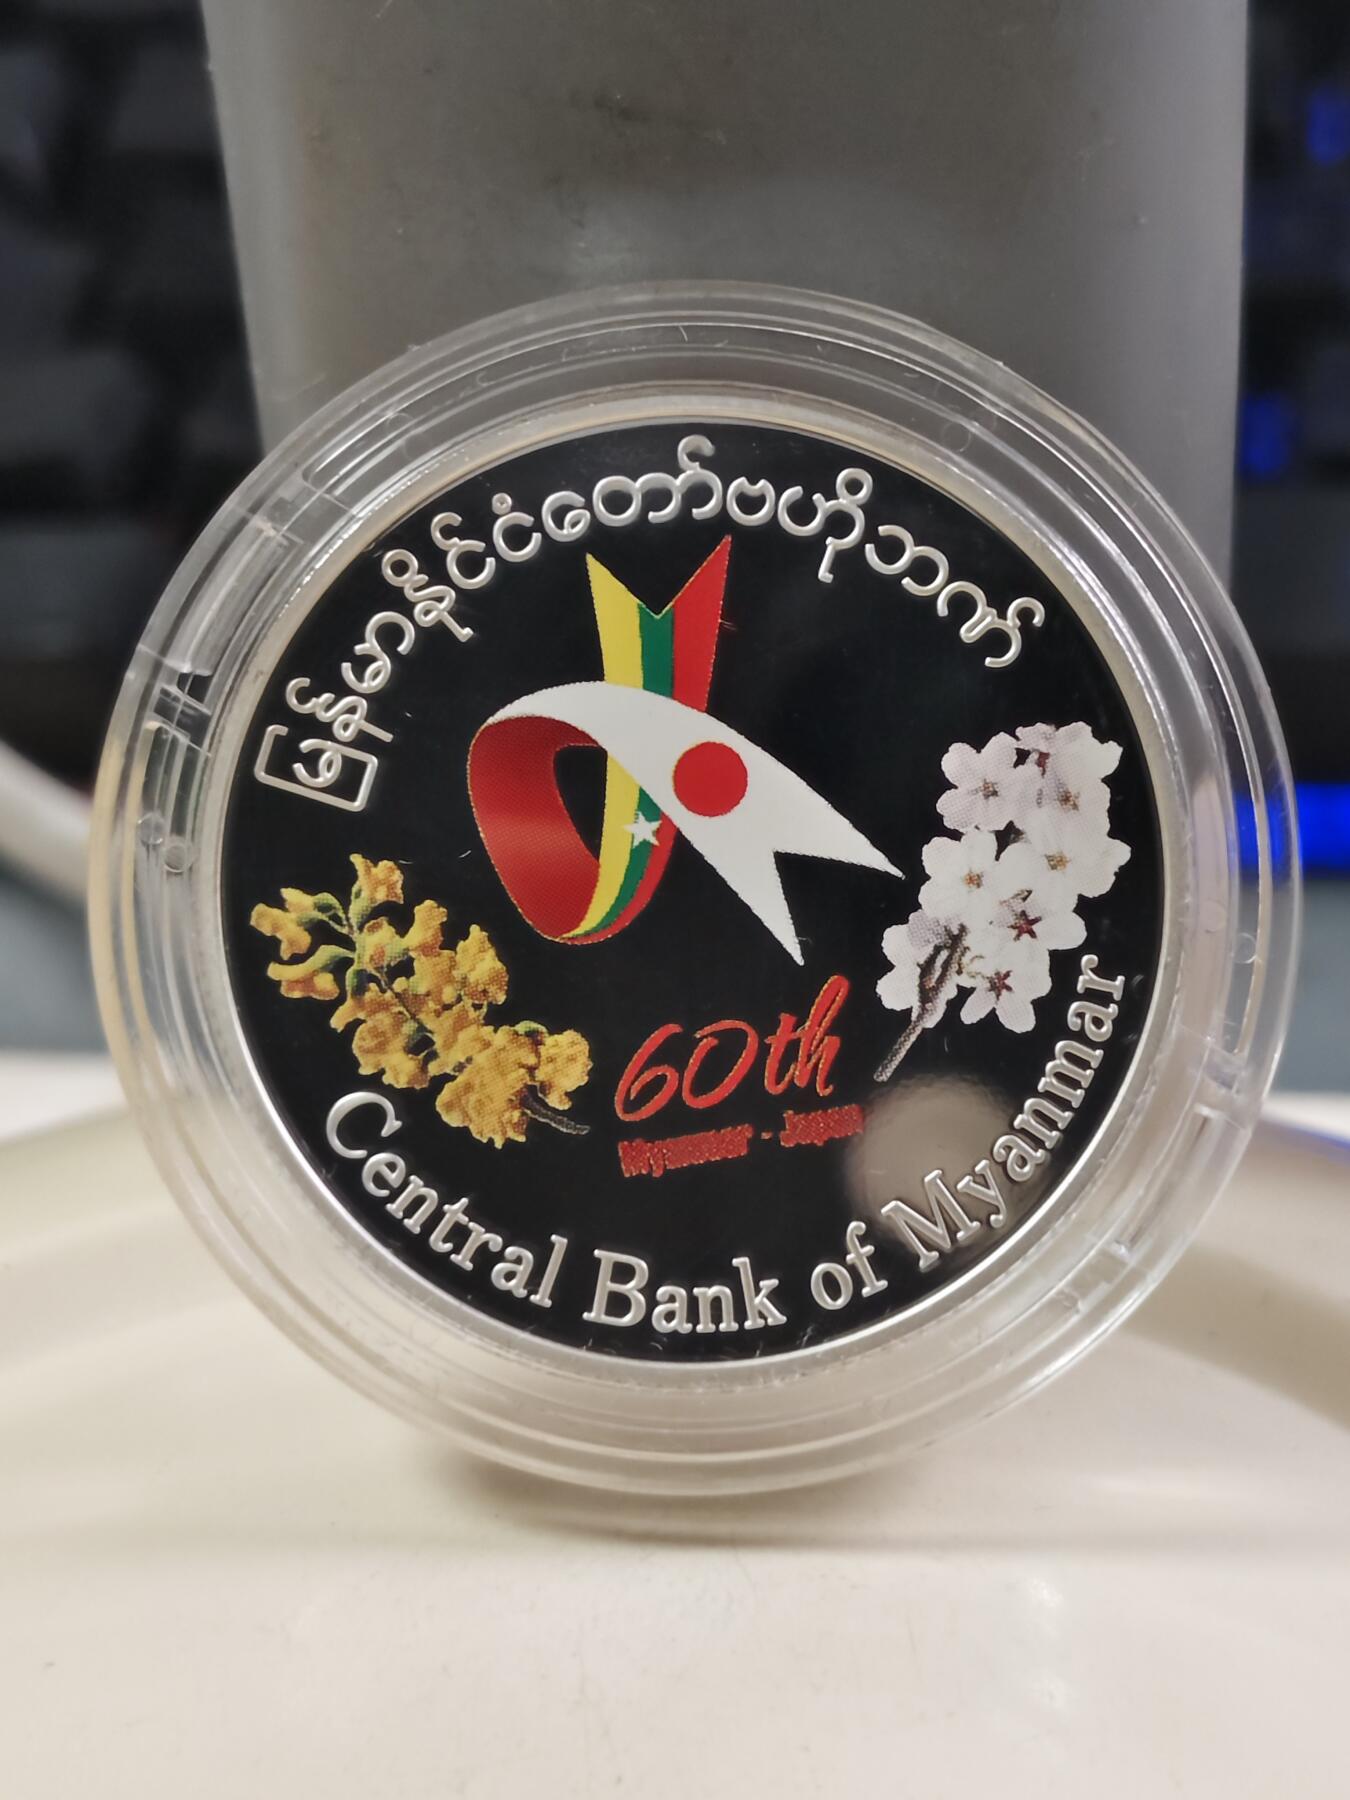 မြန်မာနိုင်ငံတော်ဗဟိုဘဏ်
60th
Myanmar - Japan
Central Bank of Myanmar